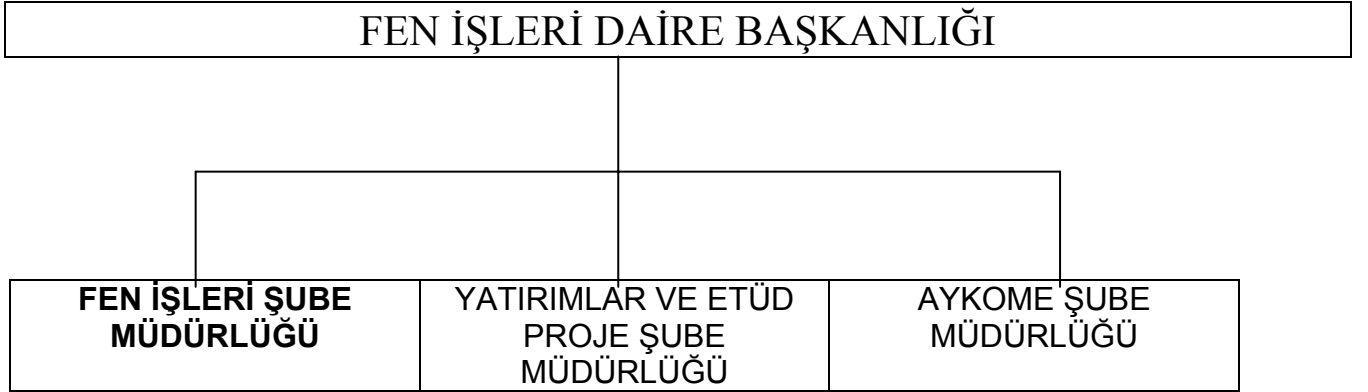 FEN İŞLERİ DAİRE BAŞKANLIĞI
FEN İŞLERİ ŞUBE
MÜDÜRLÜĞÜ
YATIRIMLAR VE ETÜD
PROJE ŞUBE
MÜDÜRLÜĞÜ
AYKOME ŞUBE
MÜDÜRLÜĞÜ